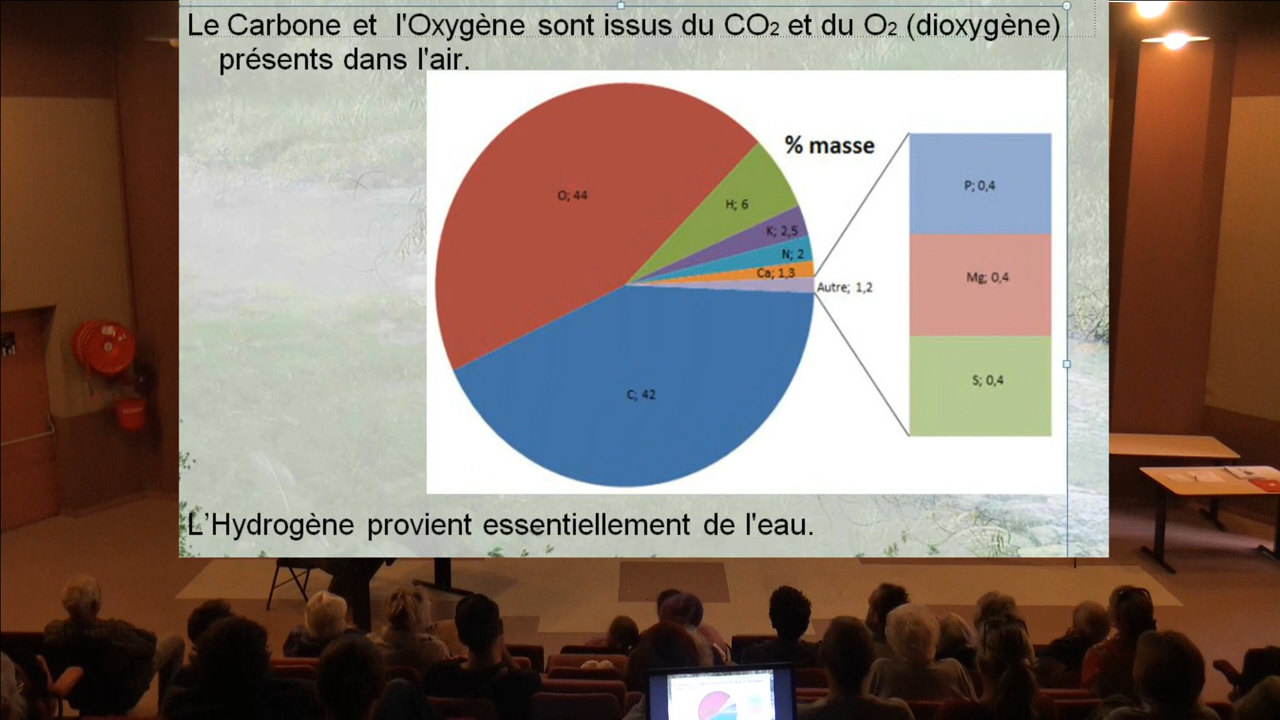 Le Carbone et l'Oxygène sont issus du CO₂ et du O₂ (dioxygène)
présents dans l'air.
% masse
O; 44
H; 6
K; 2,5
N; 2
Ca; 1,3
Autre; 1,2
C; 42
P; 0,4
Mg; 0,4
S; 0,4
L'Hydrogène provient essentiellement de l'eau.